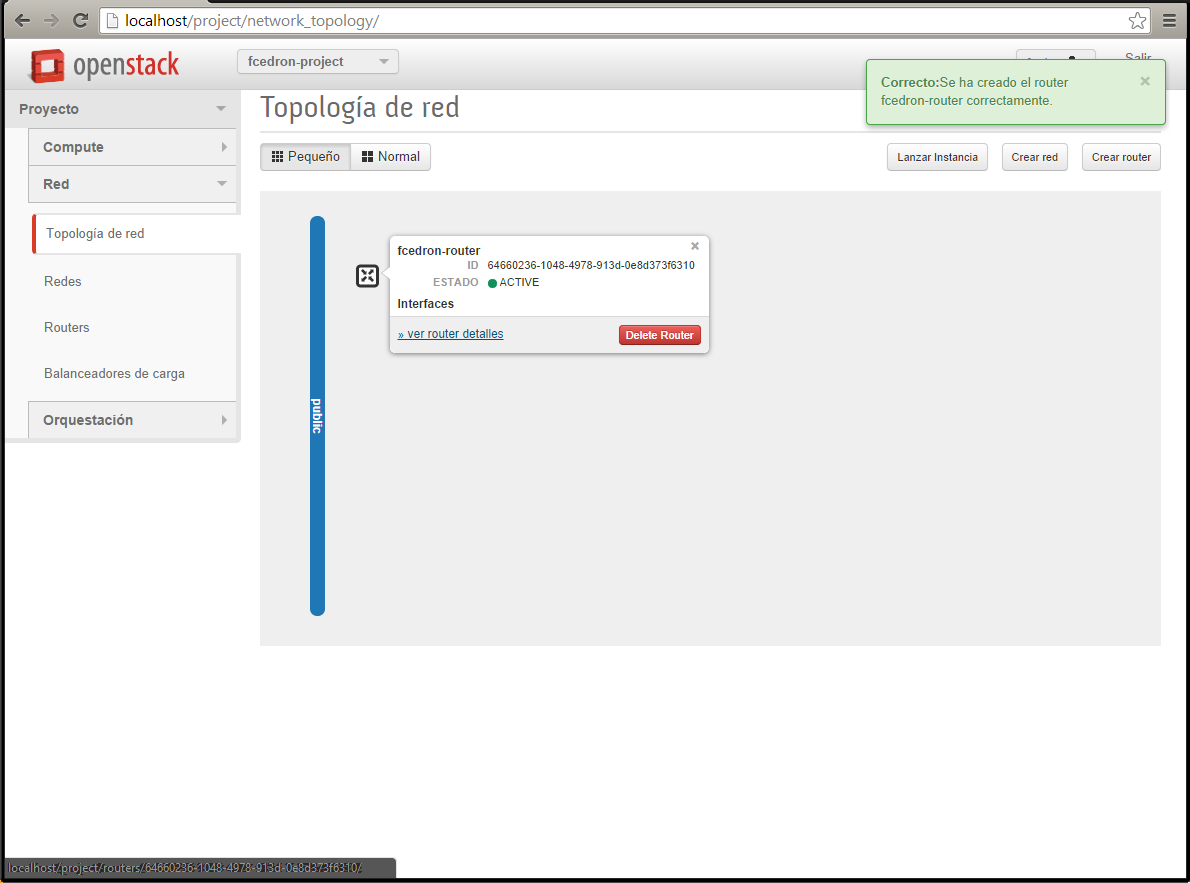 localhost/project/network_topology/
openstack
fcedron-project
Salir
Correcto:Se ha creado el router
fcedron-router correctamente.
Proyecto
Compute
Red
Topología de red
Redes
Routers
Balanceadores de carga
Orquestación
Topología de red
Pequeño
Normal
Lanzar Instancia
Crear red
Crear router
public
fcedron-router
ID 64660236-1048-4978-913d-0e8d373f6310
ESTADO ACTIVE
Interfaces
» ver router detalles
Delete Router
localhost/project/routers/64660236-1048-4978-913d-0e8d373f6310/